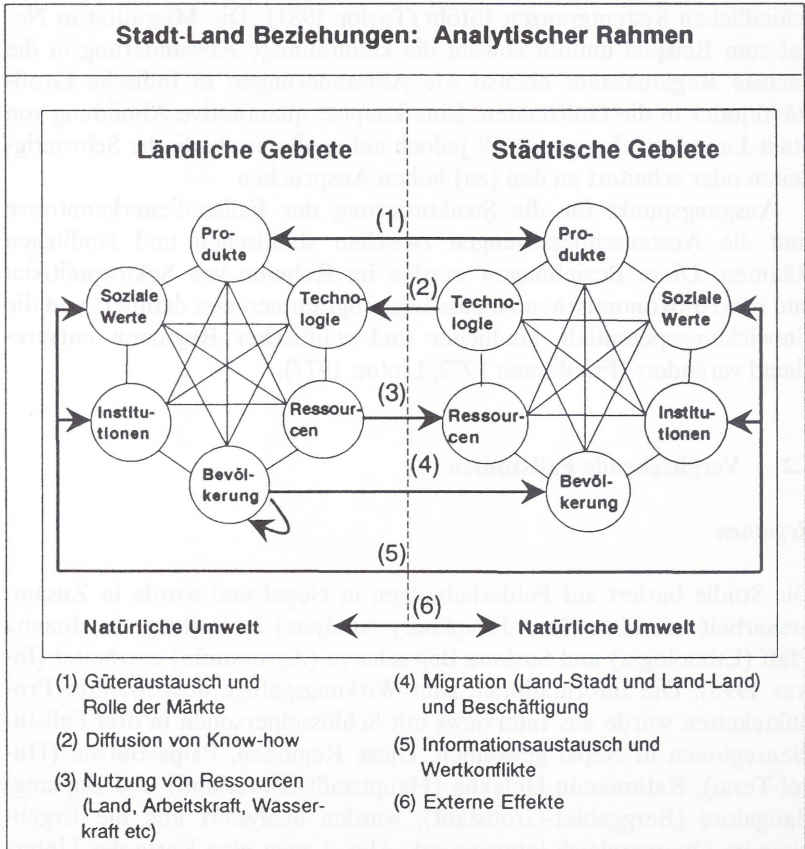 Stadt-Land Beziehungen: Analytischer Rahmen
Ländliche Gebiete
Städtische Gebiete
Pro-
dukte
(1)
Pro-
dukte
Soziale
Werte
Techno-
logie
(2)
Techno-
logie
Soziale
Werte
Institu-
tionen
Ressour-
cen
(3)
Ressour-
cen
Institu-
tionen
Bevöl-
kerung
(4)
Bevöl-
kerung
(5)
(6)
Natürliche Umwelt
Natürliche Umwelt
(1) Güteraustausch und
Rolle der Märkte
(2) Diffusion von Know-how
(3) Nutzung von Ressourcen
(Land, Arbeitskraft, Wasser-
kraft etc)
(4) Migration (Land-Stadt und Land-Land)
und Beschäftigung
(5) Informationsaustausch und
Wertkonflikte
(6) Externe Effekte